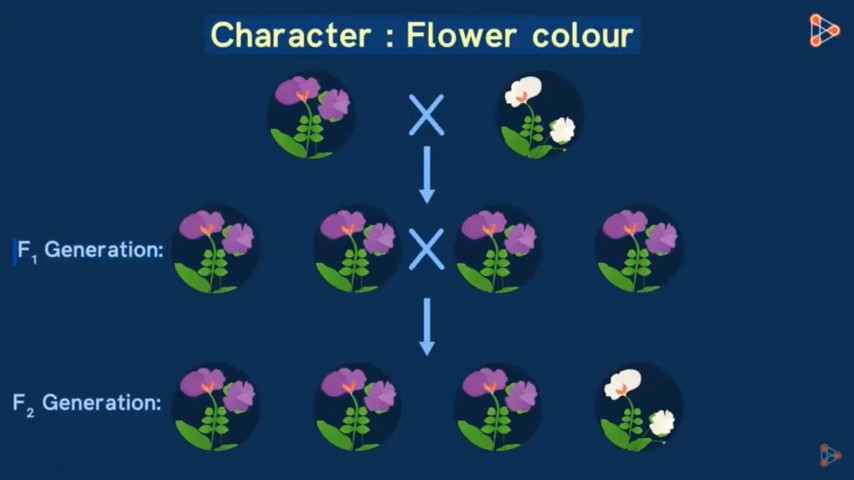 Character : Flower colour
F₁ Generation:
F₂ Generation: